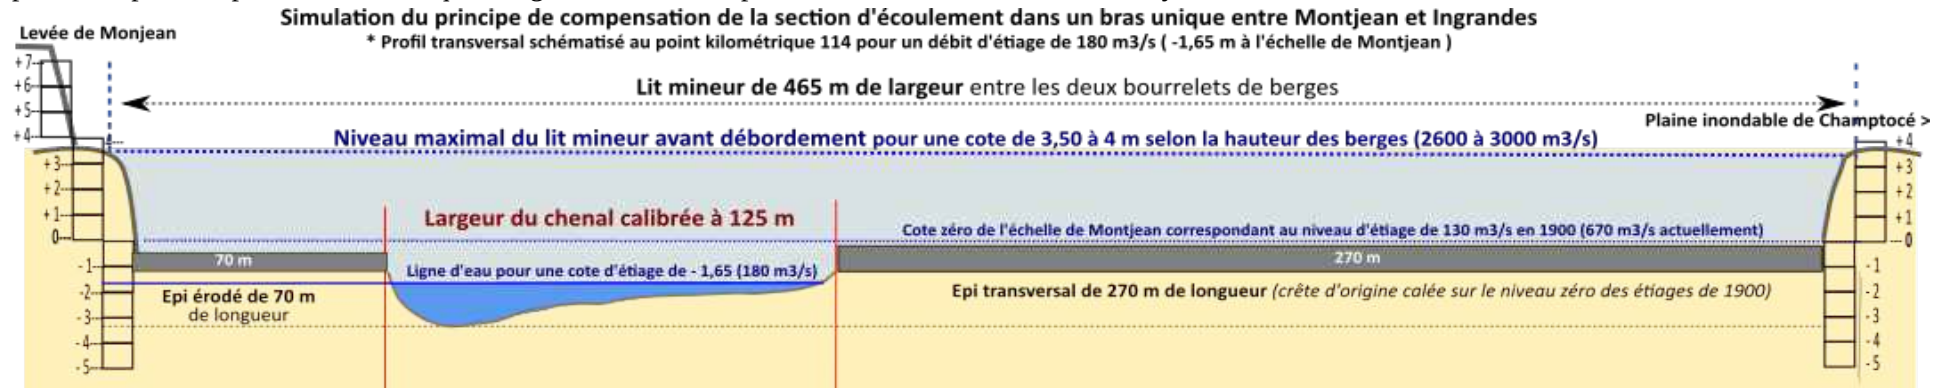 Simulation du principe de compensation de la section d'écoulement dans un bras unique entre Montjean et Ingrandes
Levée de Monjean
* Profil transversal schématisé au point kilométrique 114 pour un débit d'étiage de 180 m3/s ( -1,65 m à l'échelle de Montjean )
Lit mineur de 465 m de largeur entre les deux bourrelets de berges
Plaine inondable de Champtocé >
Niveau maximal du lit mineur avant débordement pour une cote de 3,50 à 4 m selon la hauteur des berges (2600 à 3000 m3/s)
+7
+6
+5
+4
+3
+2
+1
0
-1
-2
-3
-4
-5
Largeur du chenal calibrée à 125 m
Cote zéro de l'échelle de Montjean correspondant au niveau d'étiage de 130 m3/s en 1900 (670 m3/s actuellement)
70 m
270 m
Ligne d'eau pour une cote d'étiage de - 1,65 (180 m3/s)
Epi érodé de 70 m
de longueur
Epi transversal de 270 m de longueur (crête d'origine calée sur le niveau zéro des étiages de 1900)
+4
+3
+2
+1
0
-1
-2
-3
-4
-5